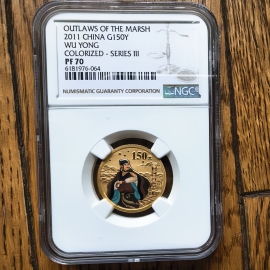 OUTLAWS OF THE MARSH
2011 CHINA G150Y
WU YONG
COLORIZED - SERIES III
PF 70
6181976-064
NUMISMATIC GUARANTY CORPORATION
NGC
150